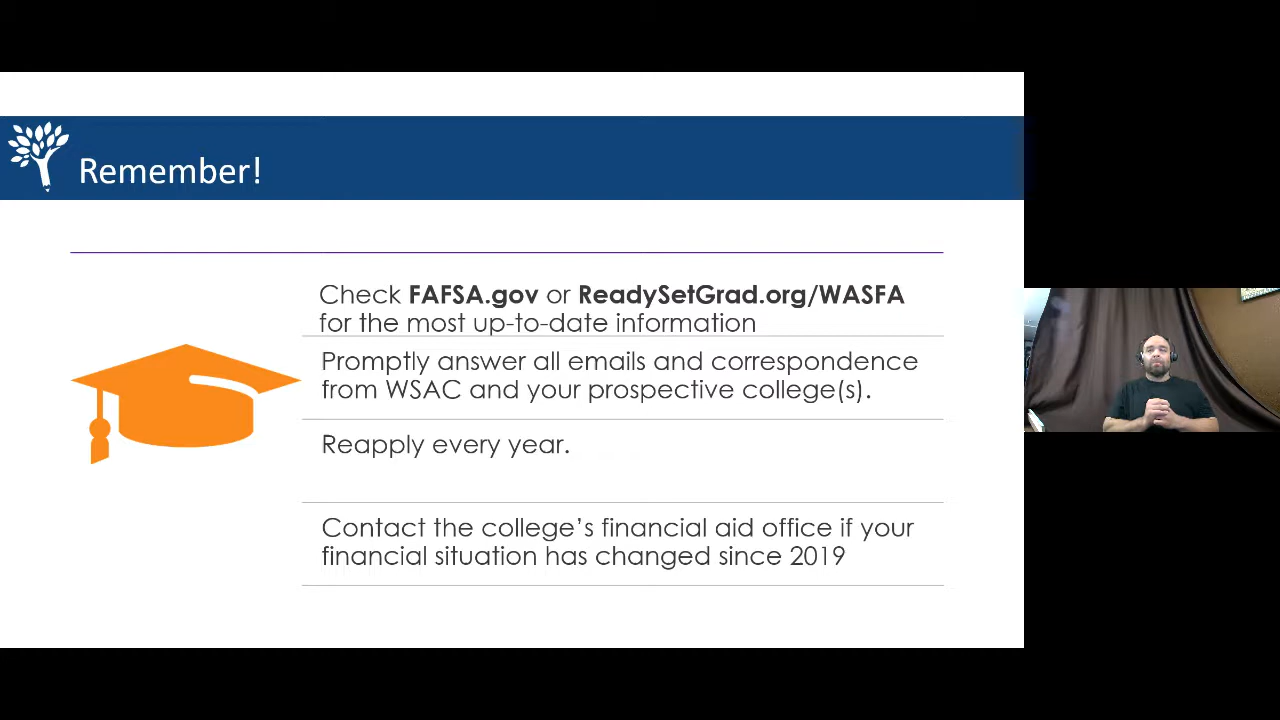 Remember!
Check FAFSA.gov or ReadySetGrad.org/WASFA
for the most up-to-date information
Promptly answer all emails and correspondence
from WSAC and your prospective college(s).
Reapply every year.
Contact the college’s financial aid office if your
financial situation has changed since 2019